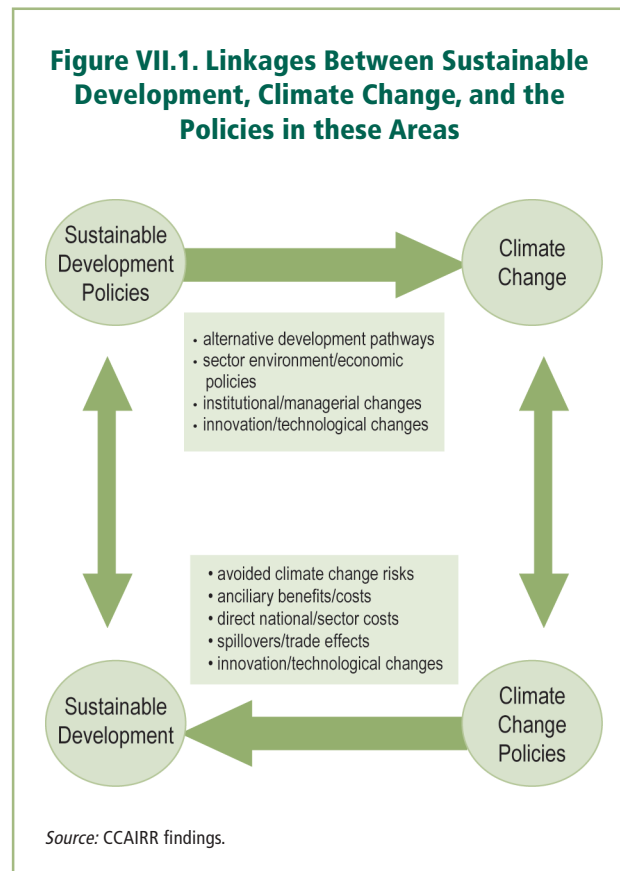 Figure VII.1. Linkages Between Sustainable
Development, Climate Change, and the
Policies in these Areas
Sustainable
Development
Policies
Climate
Change
• alternative development pathways
• sector environment/economic
policies
• institutional/managerial changes
• innovation/technological changes
• avoided climate change risks
• anciliary benefits/costs
• direct national/sector costs
• spillovers/trade effects
• innovation/technological changes
Sustainable
Development
Climate
Change
Policies
Source: CCAIRR findings.